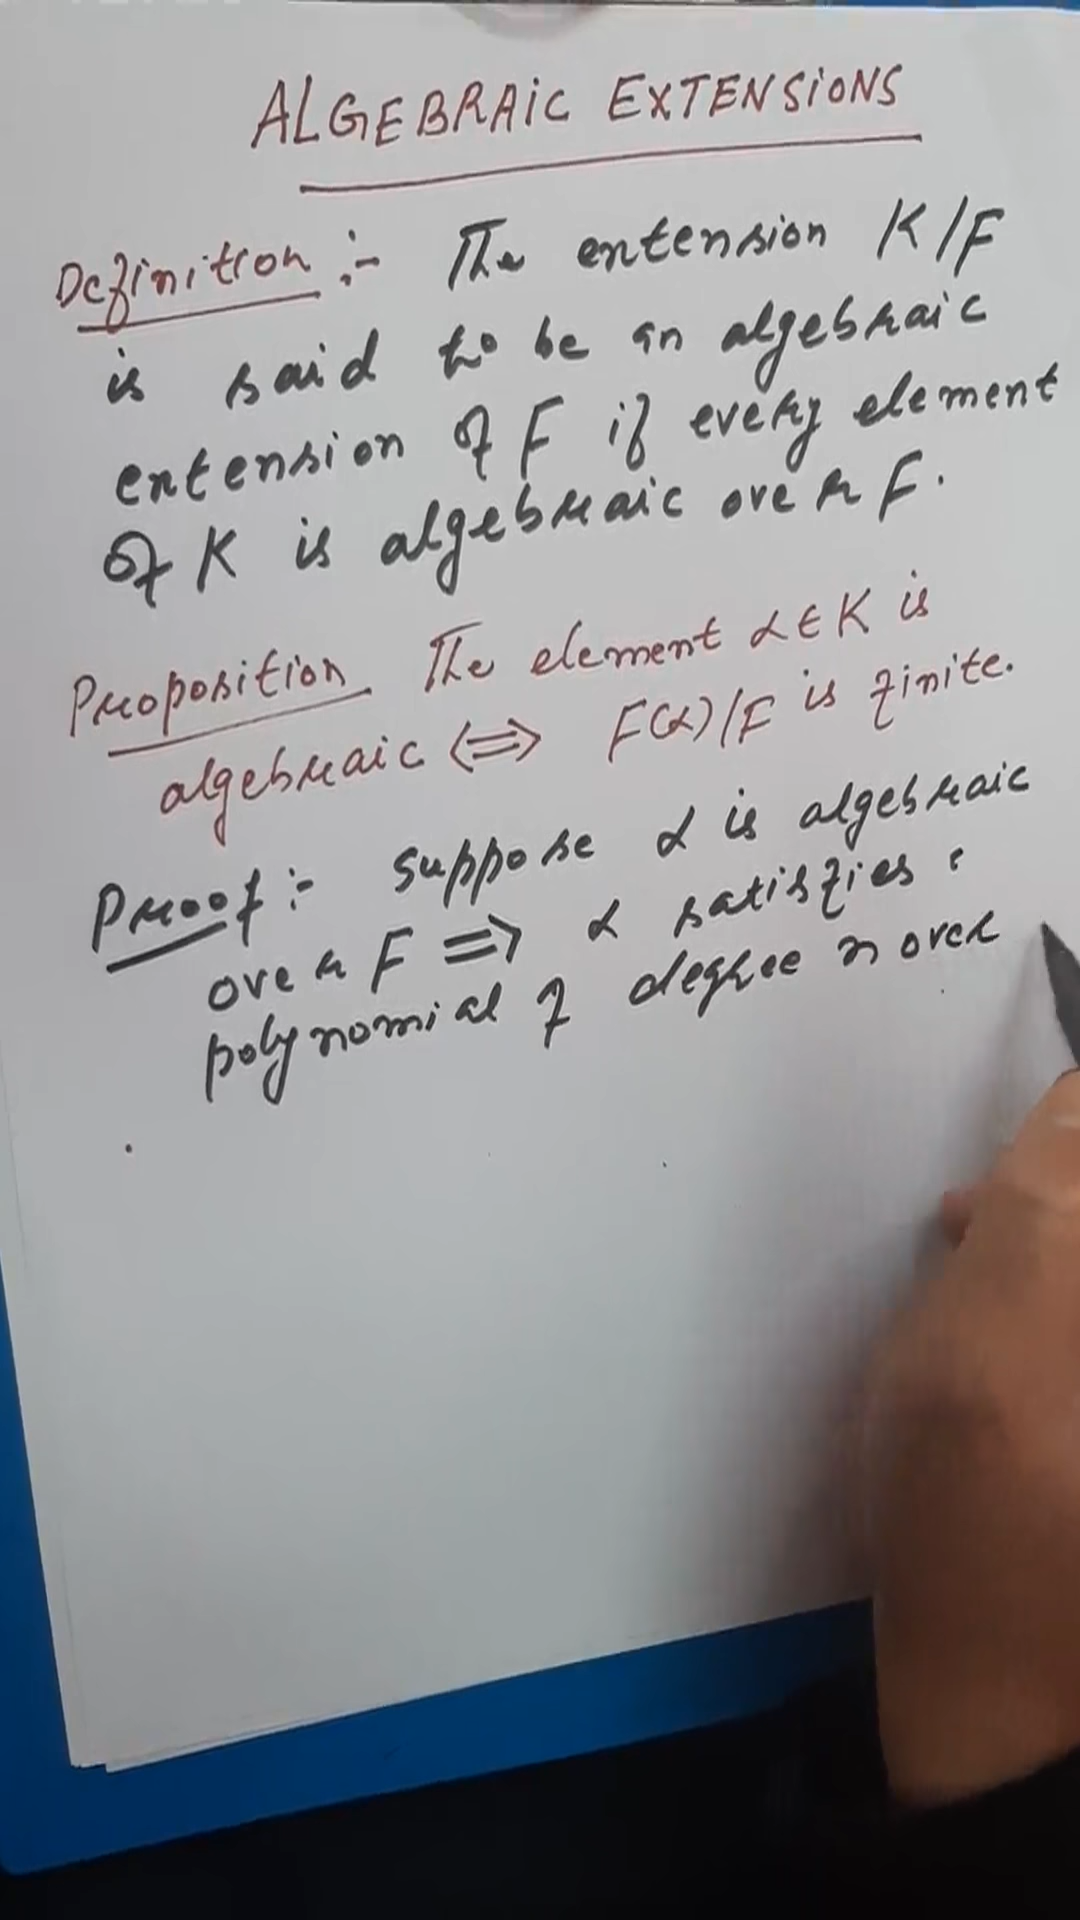 ALGEBRAIC EXTENSIONS
Definition :- The extension K/F
is said to be an algebraic
extension of F if every element
of K is algebraic over F.
Proposition The element α ∈ K is
algebraic ⟺ F(α)/F is finite.
Proof :- suppose α is algebraic
over F ⟹ α satisfies
polynomial of degree n over